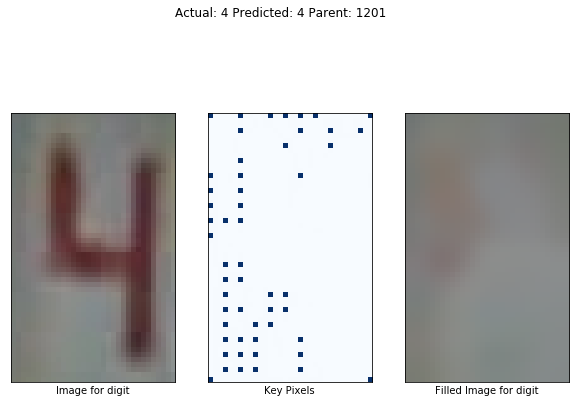 Actual: 4 Predicted: 4 Parent: 1201
4
Image for digit
Key Pixels
Filled Image for digit